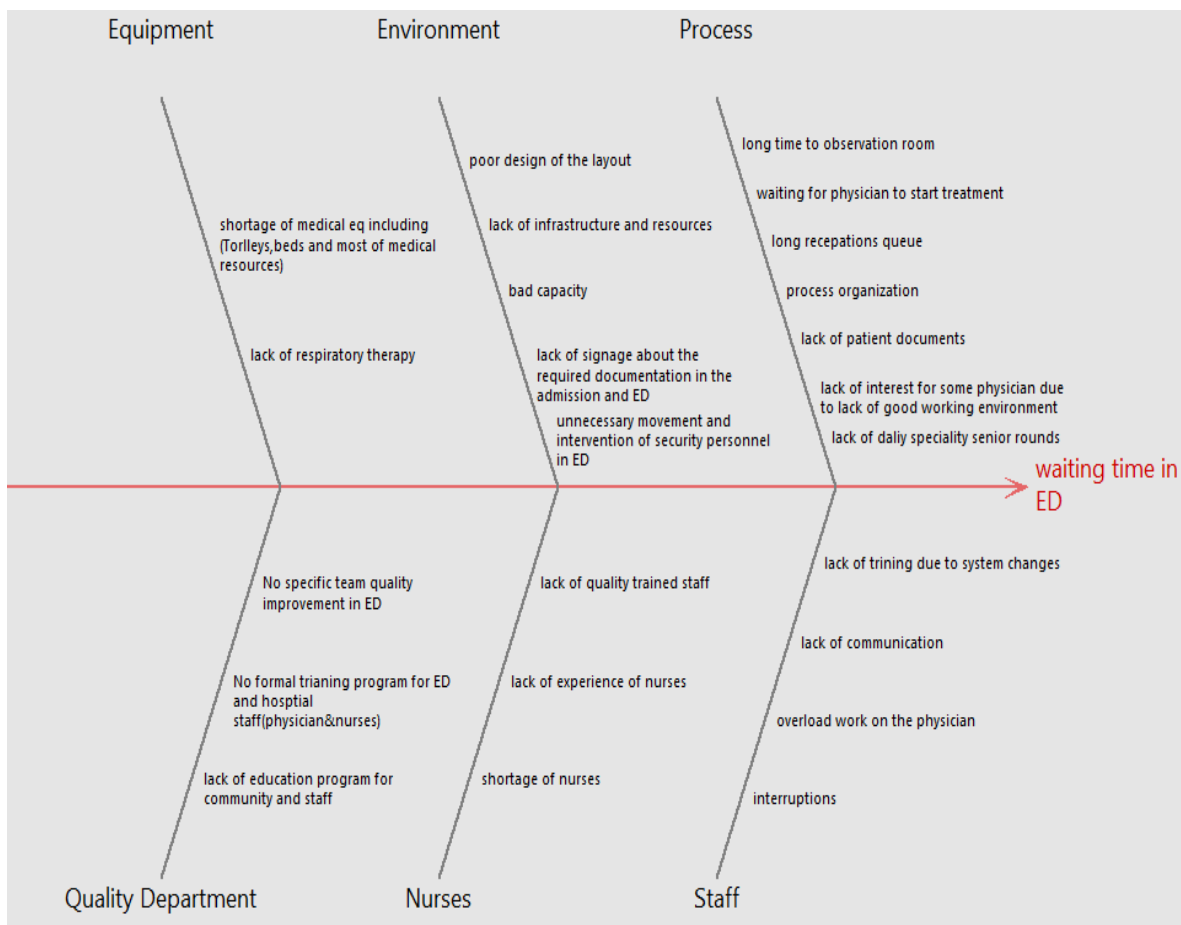 Equipment
Environment
Process
shortage of medical eq including
(Torlleys,beds and most of medical
resources)
lack of respiratory therapy
poor design of the layout
lack of infrastructure and resources
bad capacity
lack of signage about the
required documentation in the
admission and ED
unnecessary movement and
intervention of security personnel
in ED
long time to observation room
waiting for physician to start treatment
long recepations queue
process organization
lack of patient documents
lack of interest for some physician due
to lack of good working environment
lack of daliy speciality senior rounds
waiting time in
ED
No specific team quality
improvement in ED
No formal trianing program for ED
and hosptial
staff(physician&nurses)
lack of education program for
community and staff
lack of quality trained staff
lack of experience of nurses
shortage of nurses
lack of trining due to system changes
lack of communication
overload work on the physician
interruptions
Quality Department
Nurses
Staff